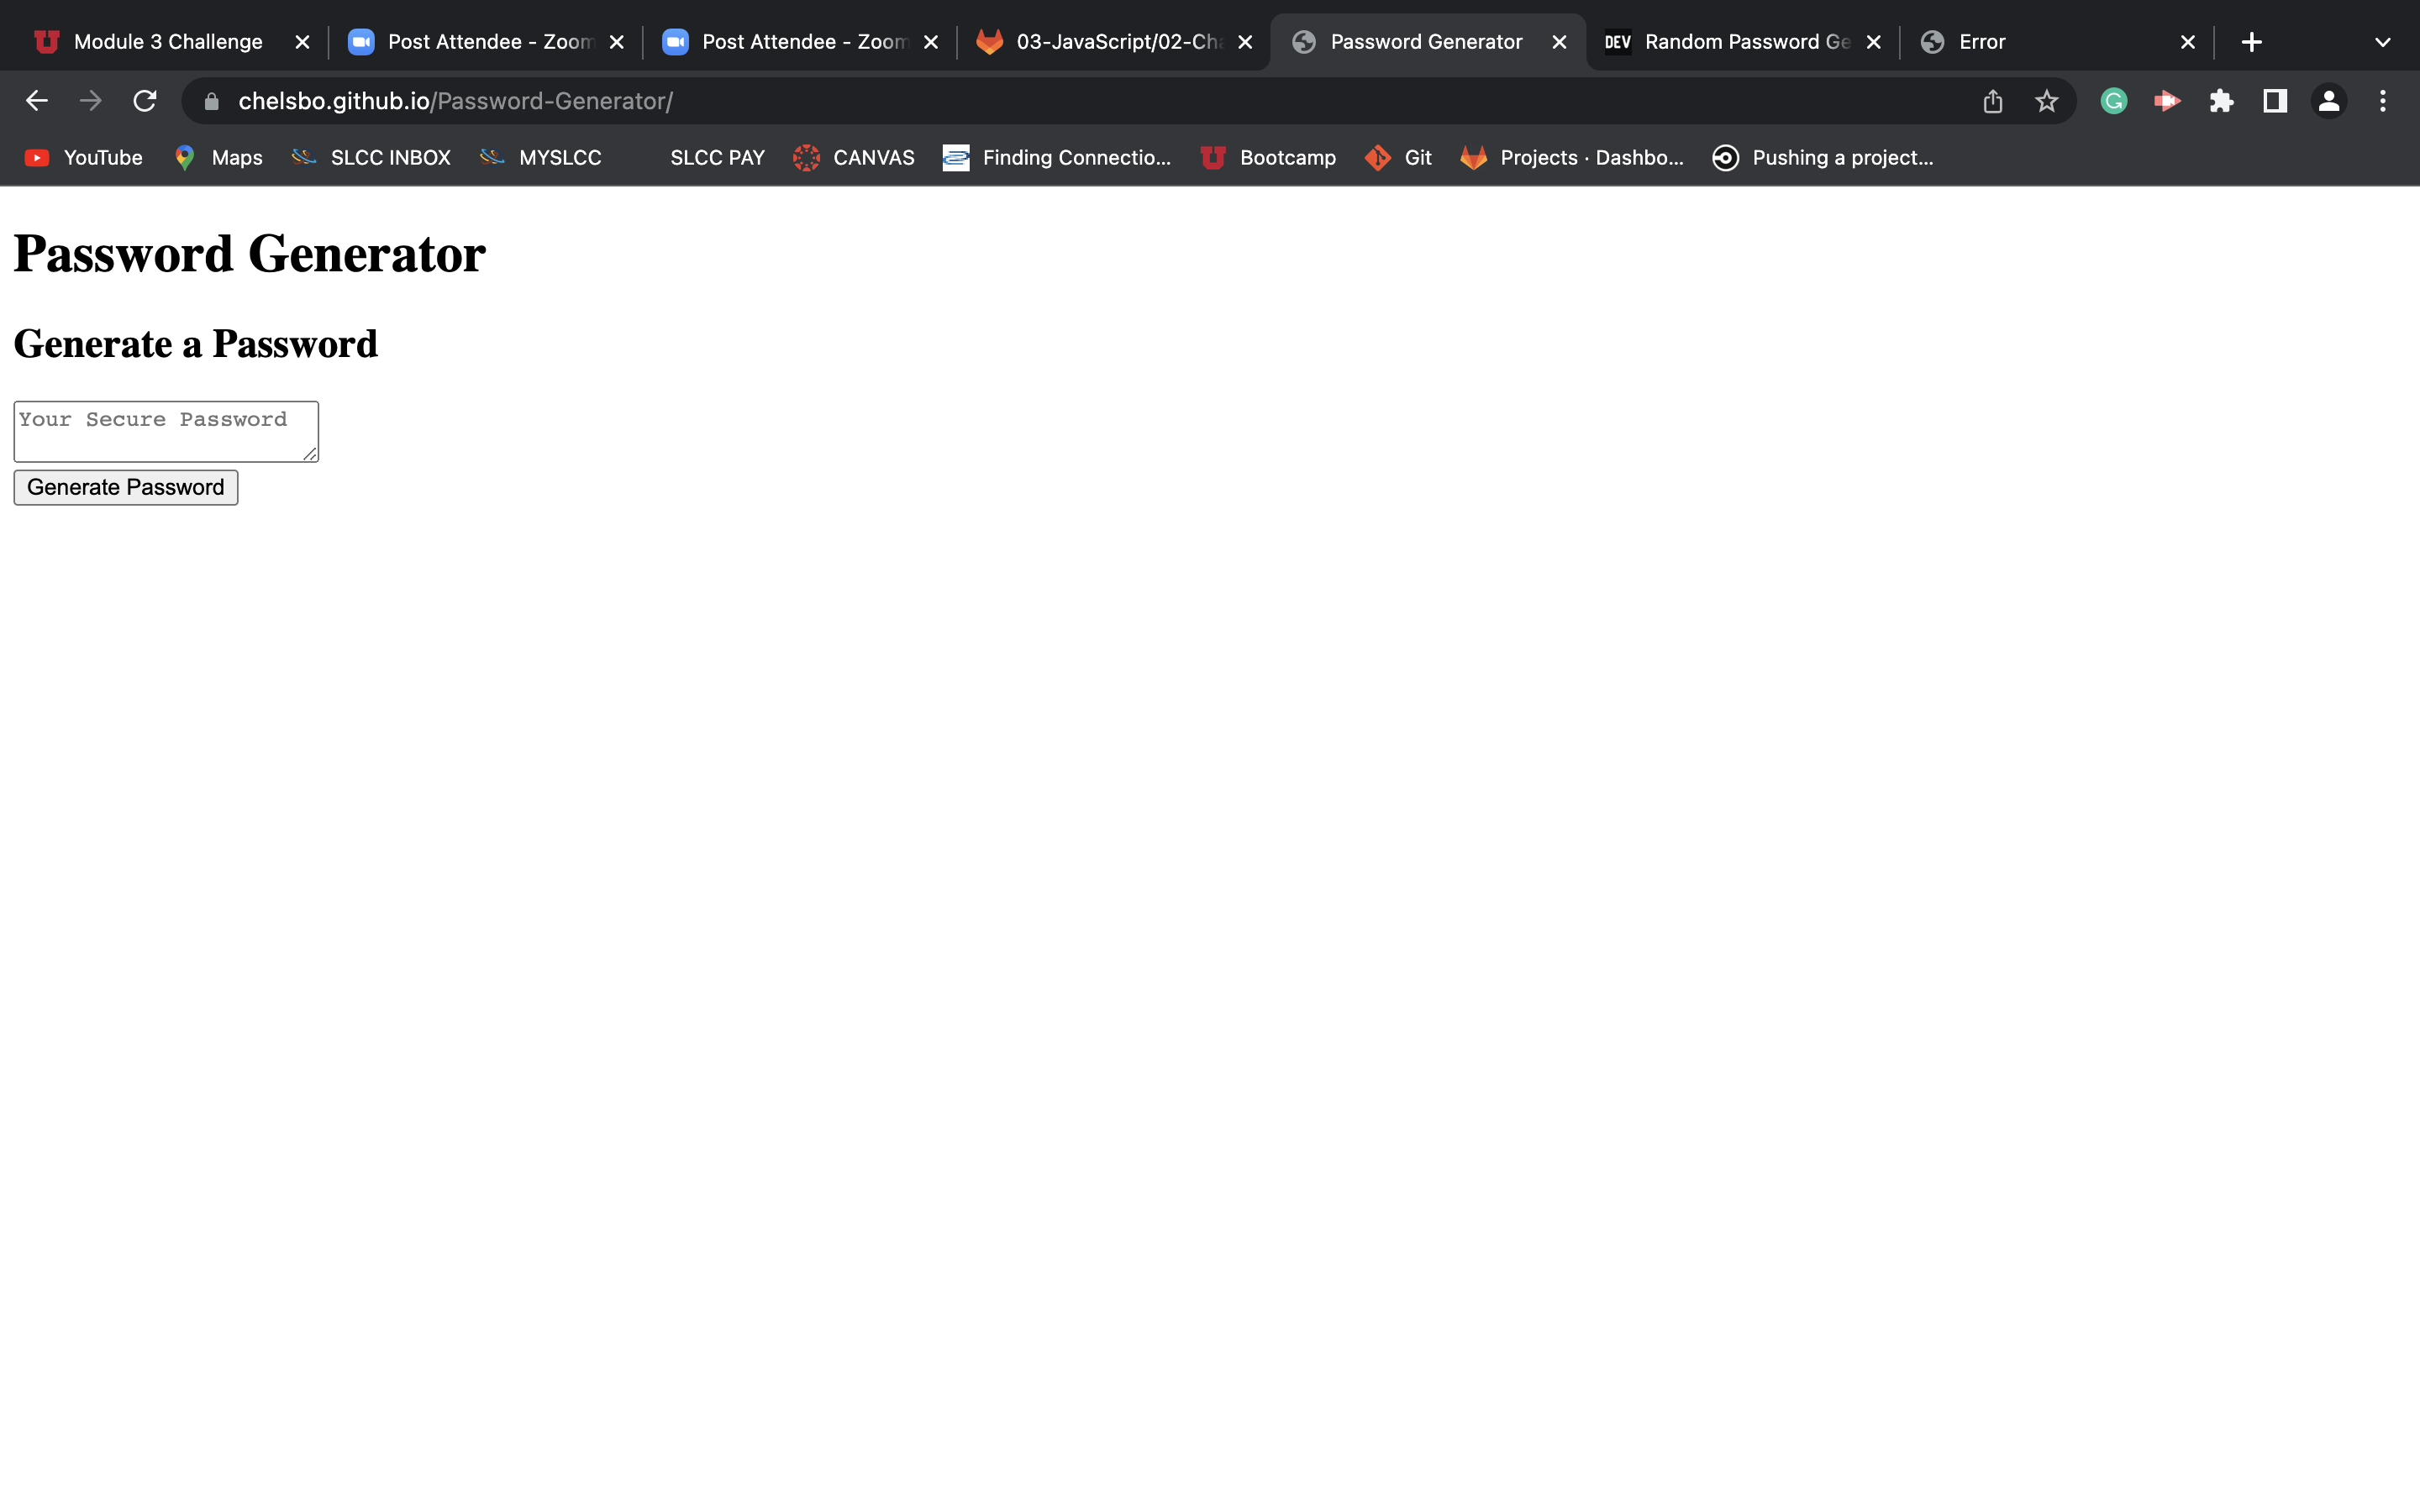 Module 3 Challenge
Post Attendee - Zoom
Post Attendee - Zoom
03-JavaScript/02-Cha
Password Generator
DEV Random Password Ge
Error
chelsbo.github.io/Password-Generator/
YouTube Maps SLCC INBOX MYSLCC SLCC PAY CANVAS Finding Connectio... Bootcamp Git Projects · Dashbo... Pushing a project...
Password Generator
Generate a Password
Your Secure Password
Generate Password